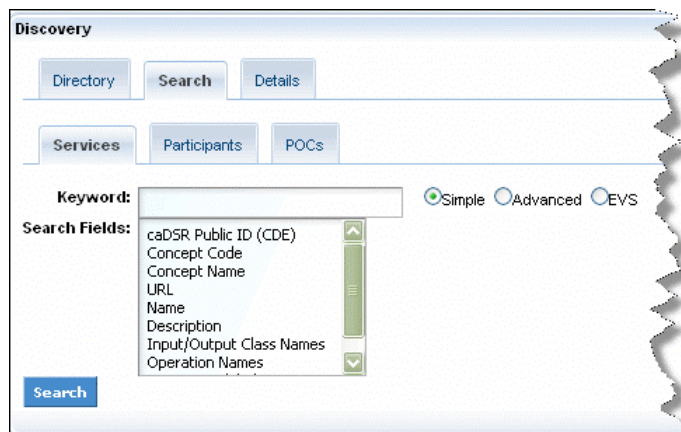 Discovery
Directory Search Details
Services Participants POCs
Keyword: Simple Advanced EVS
Search Fields:
caDSR Public ID (CDE)
Concept Code
Concept Name
URL
Name
Description
Input/Output Class Names
Operation Names
Search